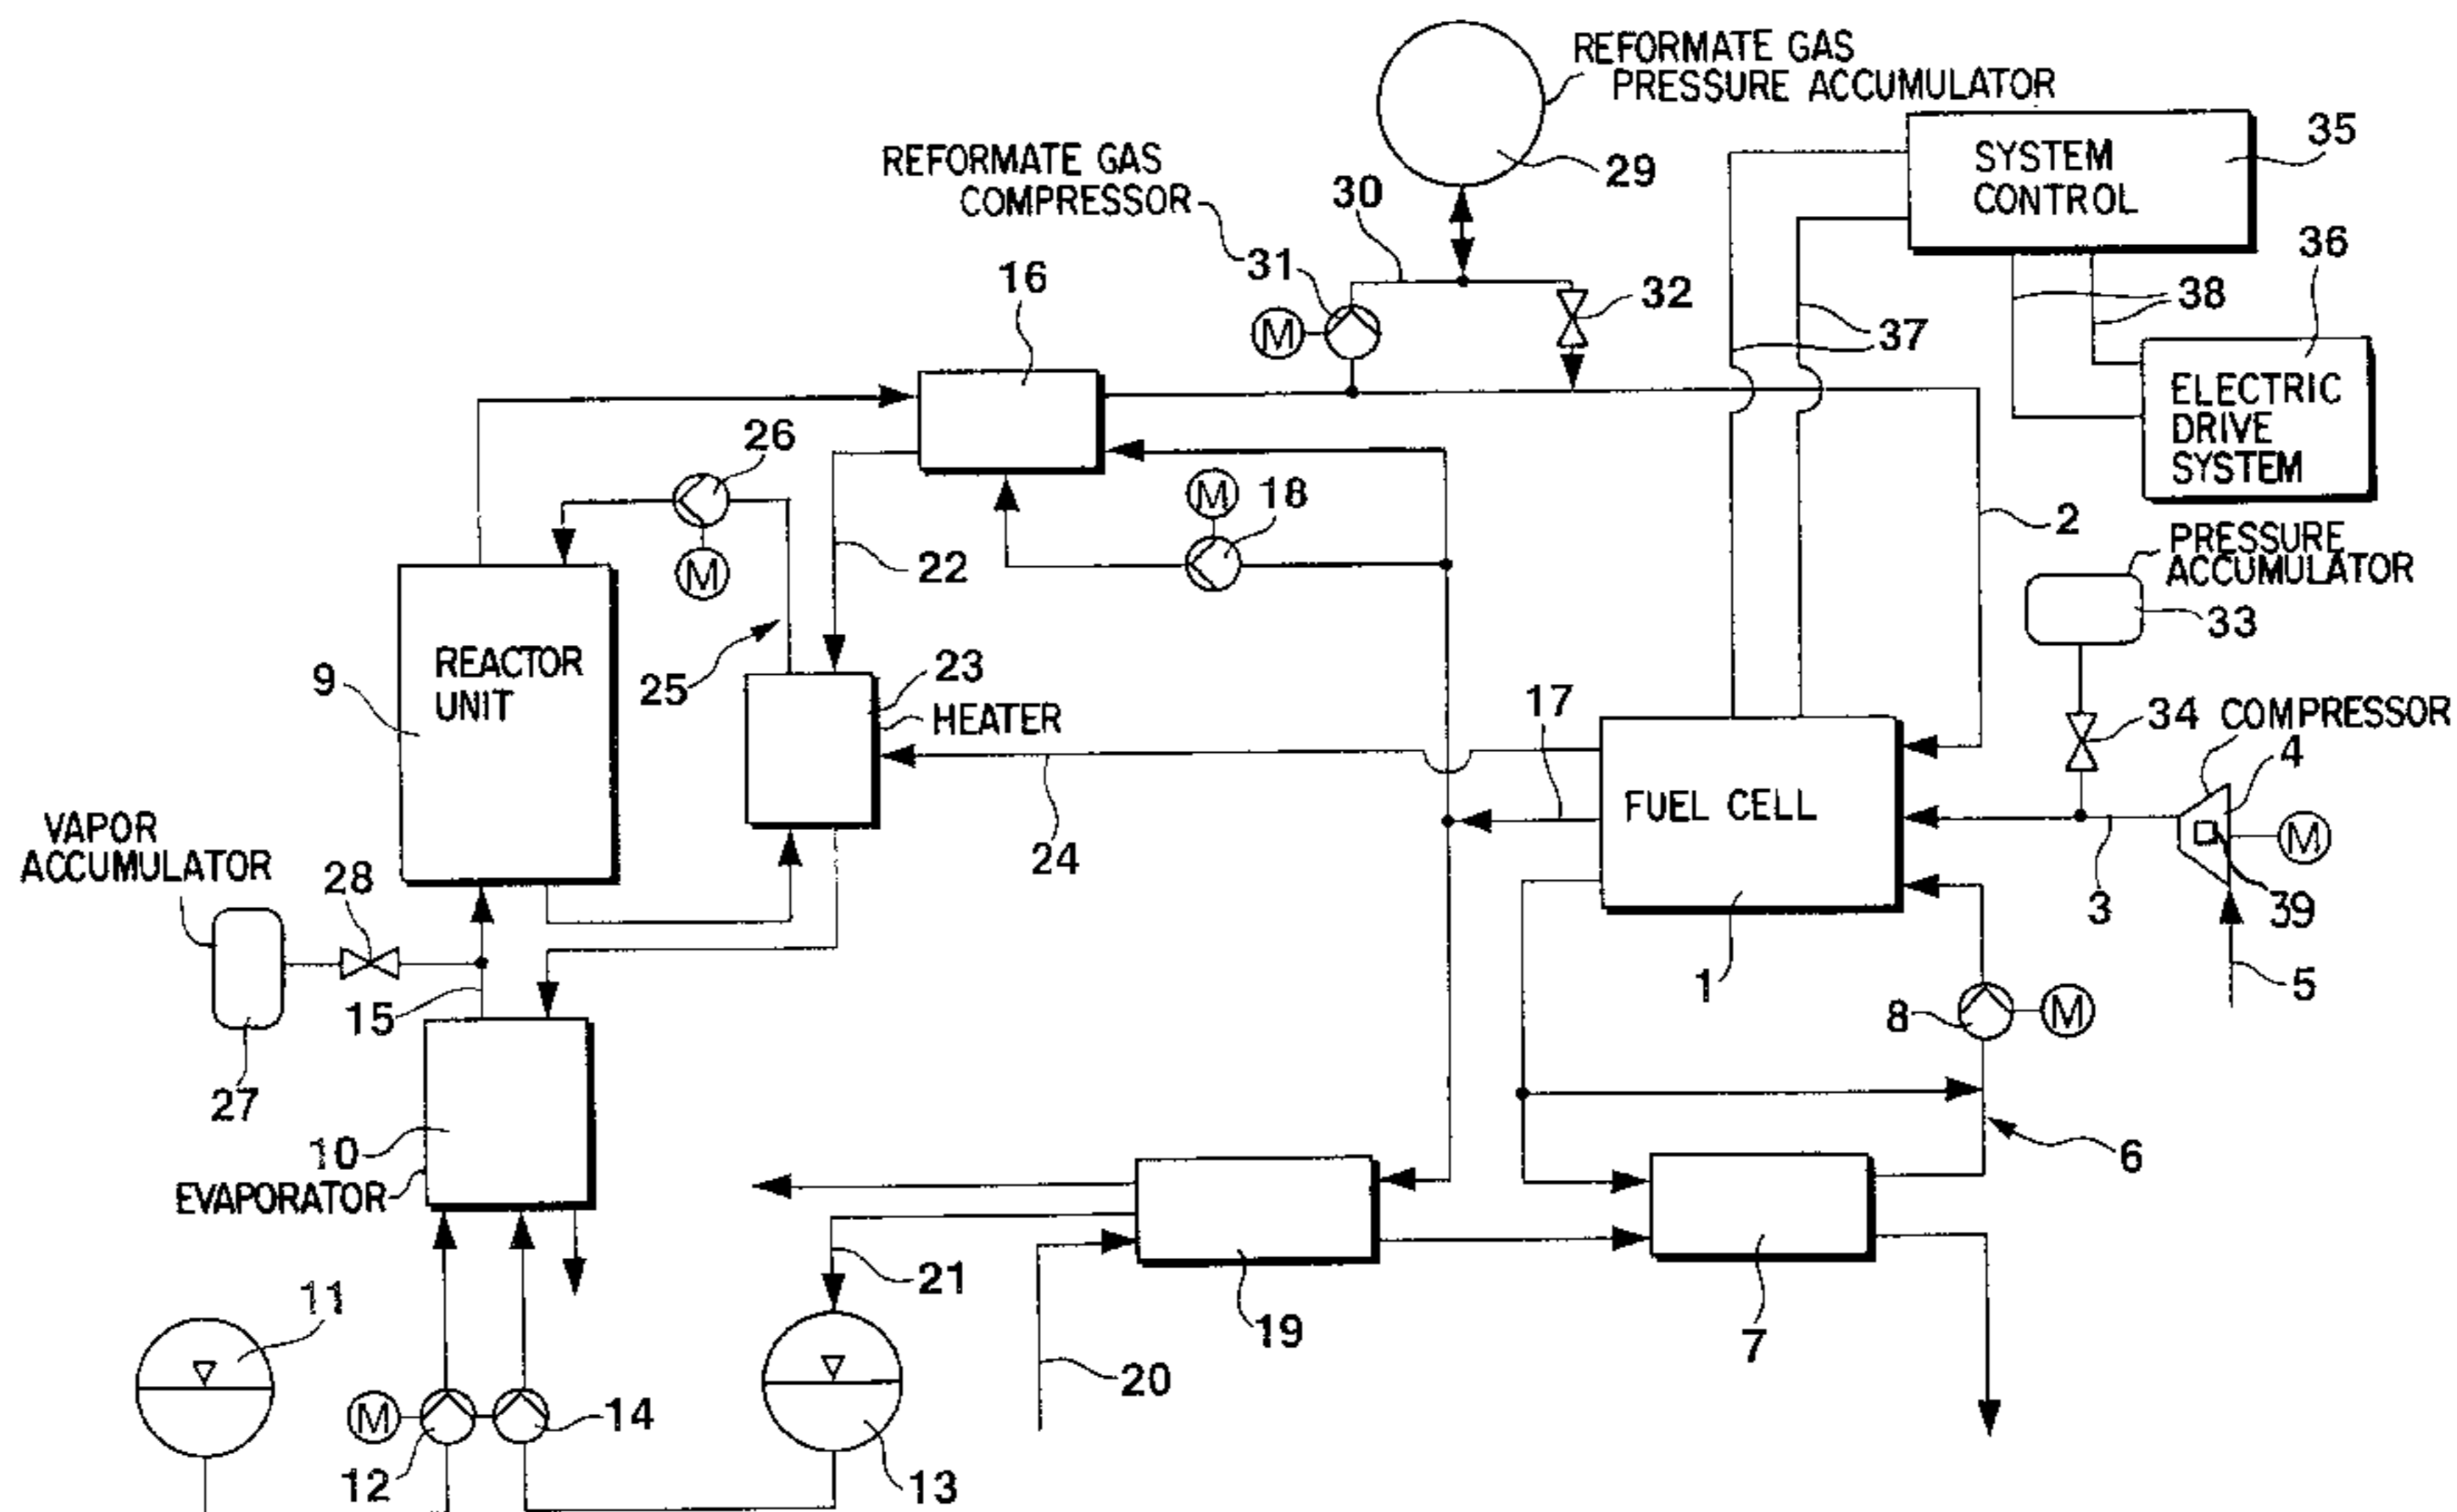 REFORMATE GAS
PRESSURE ACCUMULATOR
35
SYSTEM
CONTROL
REFORMATE GAS
COMPRESSOR
29
30
36
31
16
32
38
M
37
ELECTRIC
DRIVE
SYSTEM
26
M
18
2
PRESSURE
ACCUMULATOR
22
M
33
REACTOR
UNIT
9
23
25
HEATER
17
34
COMPRESSOR
4
FUEL CELL
M
VAPOR
ACCUMULATOR
24
28
3
39
1
5
15
8
M
27
10
6
EVAPORATOR
21
11
19
7
20
M
14
12
13